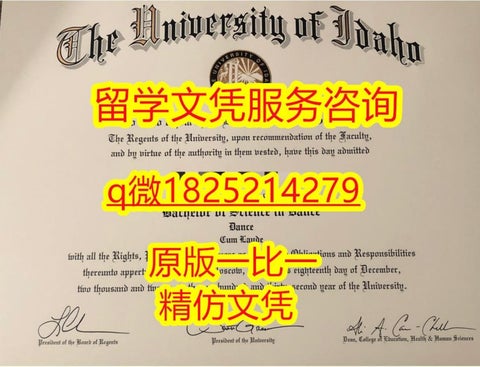 The University of Idaho
留学文凭服务咨询
The Regents of the University, upon recommendation of the Faculty,
and by virtue of the authority in them vested, have this day admitted
q微1825214279
Bachelor of Science in Dance
Dance
Cum Laude
with all the Rights, Obligations and Responsibilities
原版一比一
thereunto eighteenth day of December,
two thousand and second year of the University.
精仿文凭
President of the Board of Regents
President of the University
Dean, College of Education, Health & Human Sciences